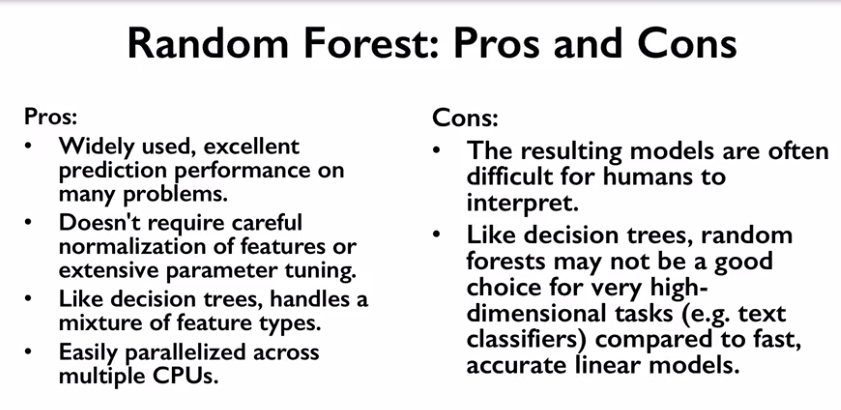 Random Forest: Pros and Cons
Pros:
• Widely used, excellent
prediction performance on
many problems.
• Doesn't require careful
normalization of features or
extensive parameter tuning.
• Like decision trees, handles a
mixture of feature types.
• Easily parallelized across
multiple CPUs.
Cons:
• The resulting models are often
difficult for humans to
interpret.
• Like decision trees, random
forests may not be a good
choice for very high-
dimensional tasks (e.g. text
classifiers) compared to fast,
accurate linear models.